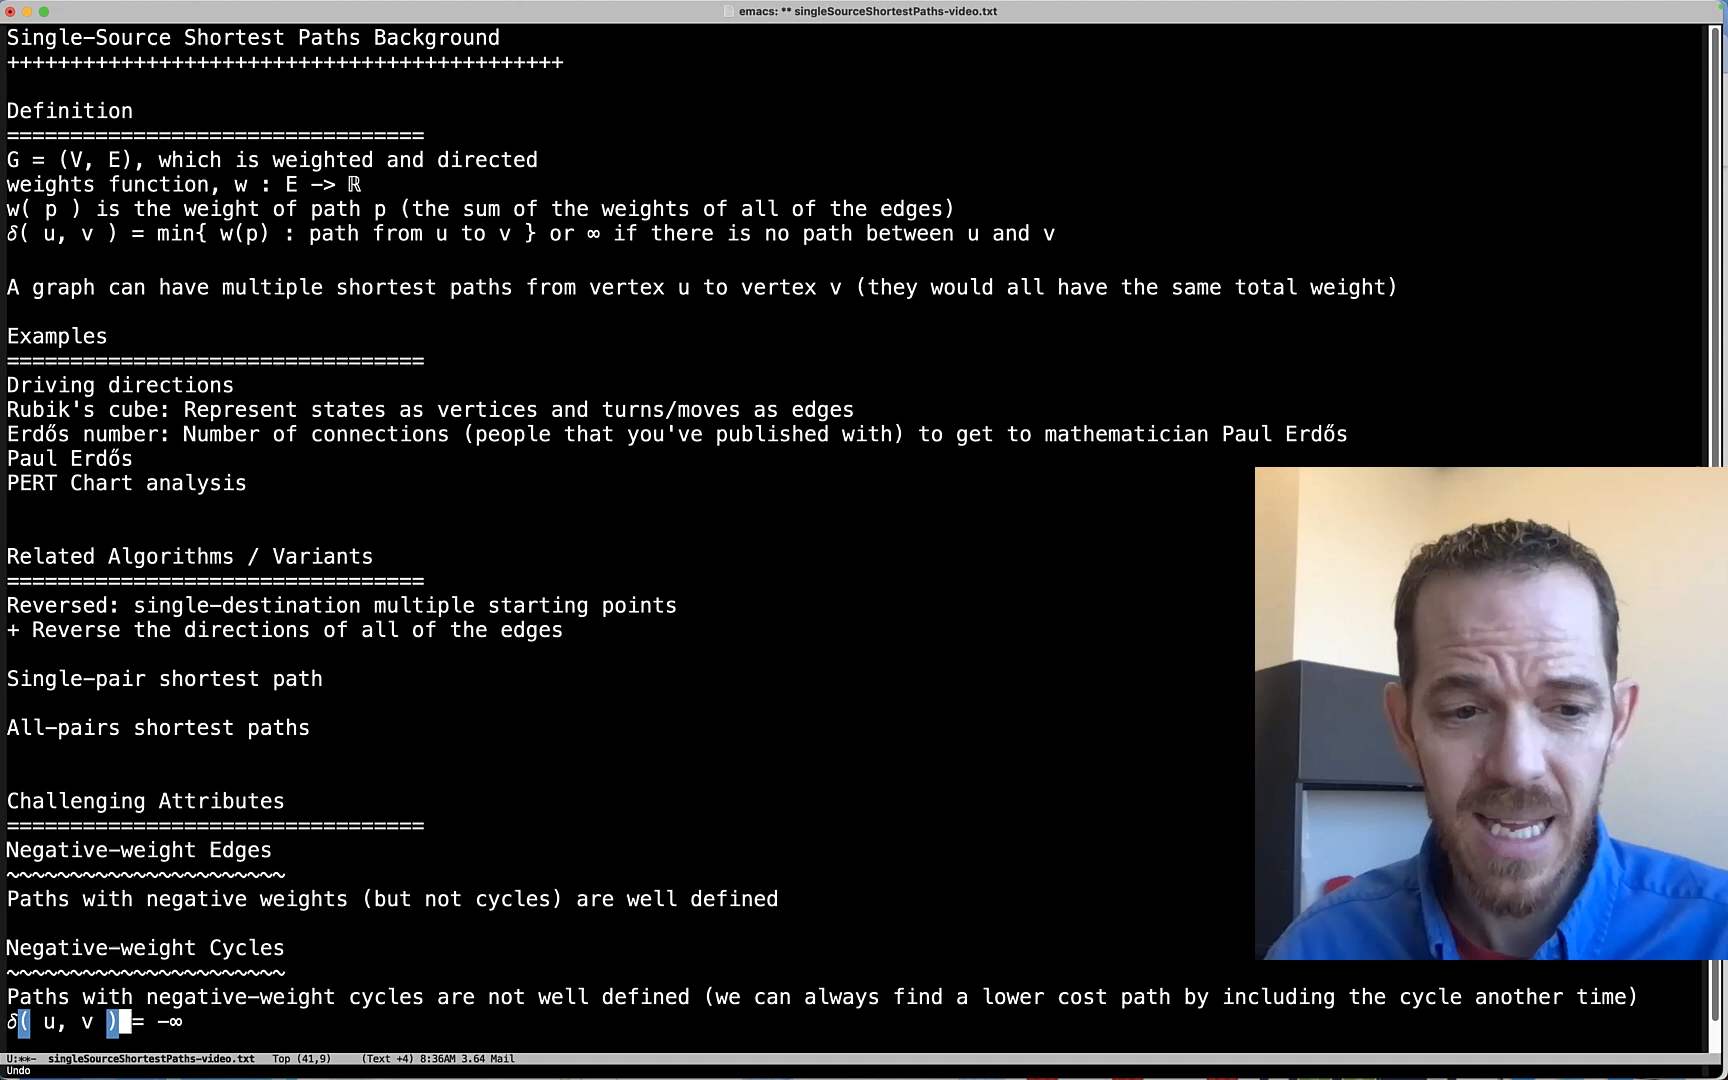 emacs: ** singleSourceShortestPaths-video.txt
Single-Source Shortest Paths Background
++++++++++++++++++++++++++++++++++++++++++++
Definition
=================================
G = (V, E), which is weighted and directed
weights function, w : E -> ℝ
w( p ) is the weight of path p (the sum of the weights of all of the edges)
δ( u, v ) = min{ w(p) : path from u to v } or ∞ if there is no path between u and v
A graph can have multiple shortest paths from vertex u to vertex v (they would all have the same total weight)
Examples
=================================
Driving directions
Rubik's cube: Represent states as vertices and turns/moves as edges
Erdős number: Number of connections (people that you've published with) to get to mathematician Paul Erdős
Paul Erdős
PERT Chart analysis
Related Algorithms / Variants
=================================
Reversed: single-destination multiple starting points
+ Reverse the directions of all of the edges
Single-pair shortest path
All-pairs shortest paths
Challenging Attributes
=================================
Negative-weight Edges
~~~~~~~~~~~~~~~~~~~~~~
Paths with negative weights (but not cycles) are well defined
Negative-weight Cycles
~~~~~~~~~~~~~~~~~~~~~~
Paths with negative-weight cycles are not well defined (we can always find a lower cost path by including the cycle another time)
δ( u, v ) = -∞
U:**- singleSourceShortestPaths-video.txt Top (41,9) (Text +4) 8:36AM 3.64 Mail
Undo